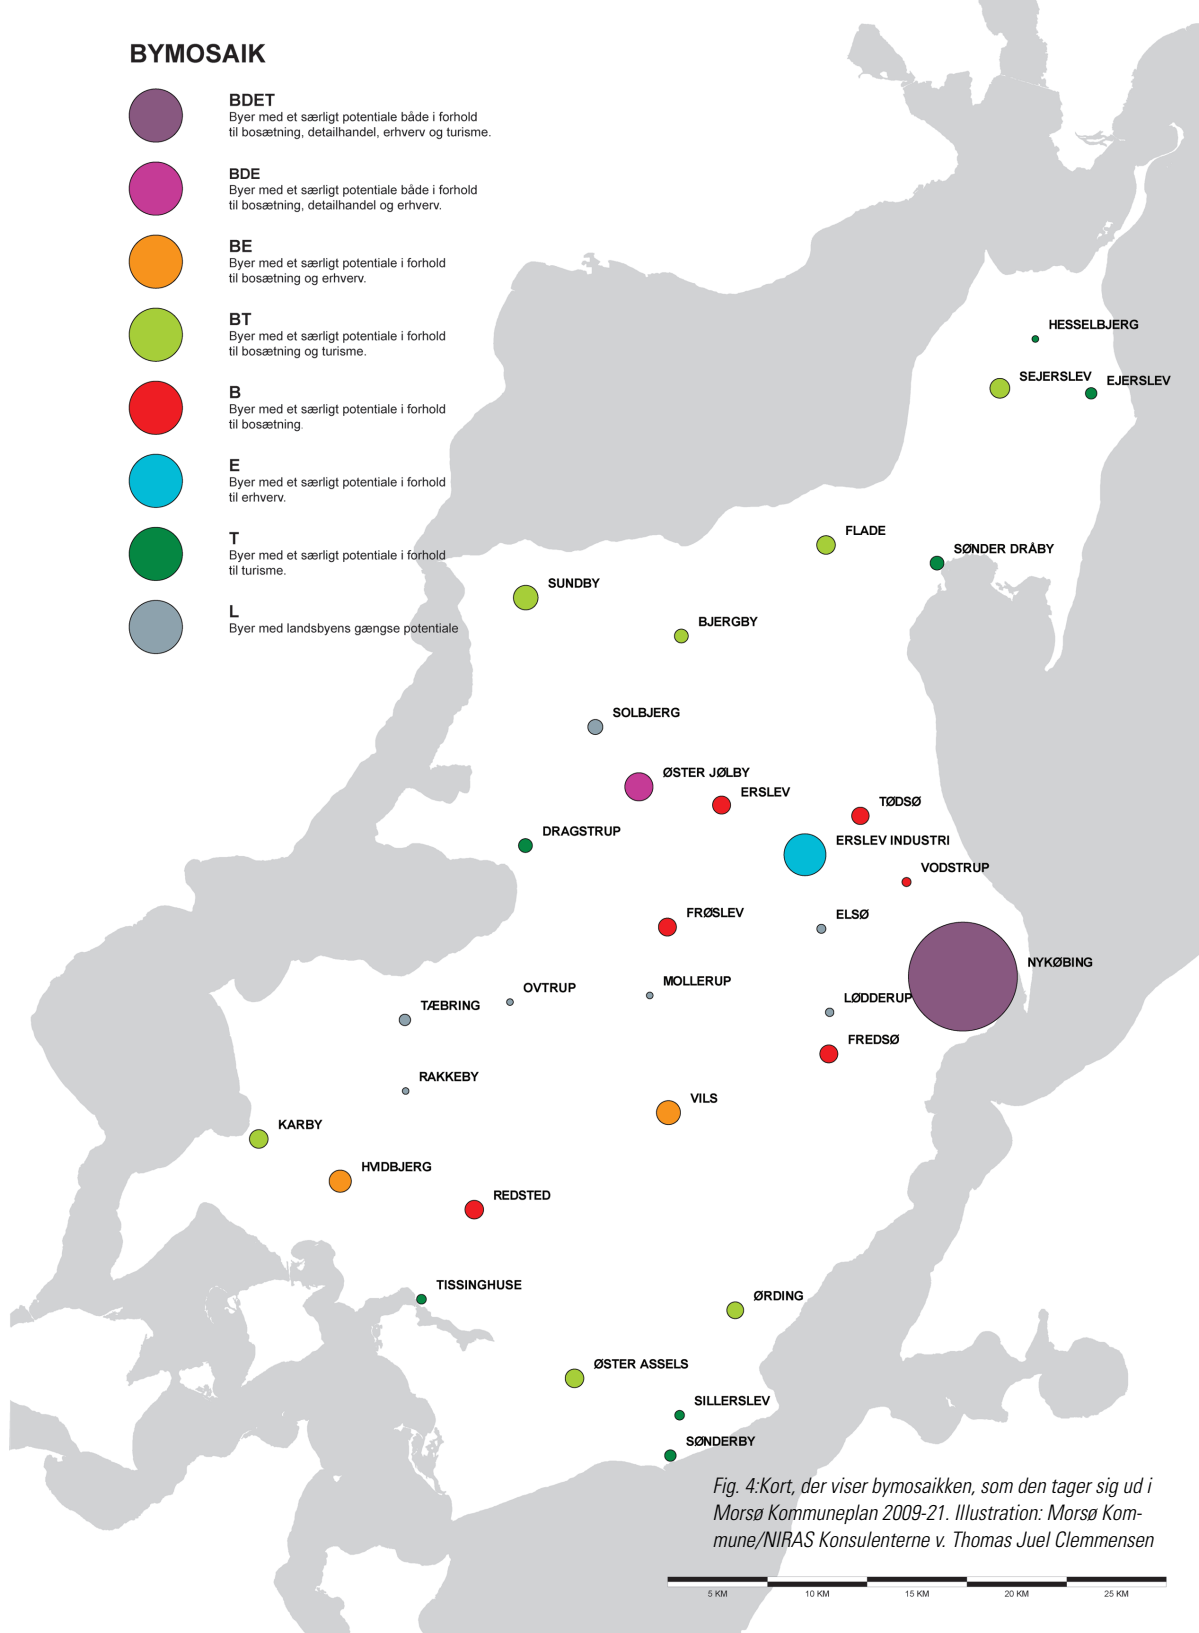 BYMOSAIK
BDET
Byer med et særligt potentiale både i forhold
til bosætning, detailhandel, erhverv og turisme.
BDE
Byer med et særligt potentiale både i forhold
til bosætning, detailhandel og erhverv.
BE
Byer med et særligt potentiale i forhold
til bosætning og erhverv.
BT
Byer med et særligt potentiale i forhold
til bosætning og turisme.
B
Byer med et særligt potentiale i forhold
til bosætning.
E
Byer med et særligt potentiale i forhold
til erhverv.
T
Byer med et særligt potentiale i forhold
til turisme.
L
Byer med landsbyens gængse potentiale
HESSELBJERG
SEJERSLEV
EJERSLEV
FLADE
SØNDER DRÅBY
SUNDBY
BJERGBY
SOLBJERG
ØSTER JØLBY
ERSLEV
TØDSØ
DRAGSTRUP
ERSLEV INDUSTRI
VODSTRUP
FRØSLEV
ELSØ
NYKØBING
MOLLERUP
OVTRUP
LØDDERUP
TÆBRING
FREDSØ
RAKKEBY
VILS
KARBY
HVIDBJERG
REDSTED
TISSINGHUSE
ØRDING
ØSTER ASSELS
SILLERSLEV
SØNDERBY
Fig. 4:Kort, der viser bymosaikken, som den tager sig ud i
Morsø Kommuneplan 2009-21. Illustration: Morsø Kom-
mune/NIRAS Konsulenterne v. Thomas Juel Clemmensen
5 KM 10 KM 15 KM 20 KM 25 KM